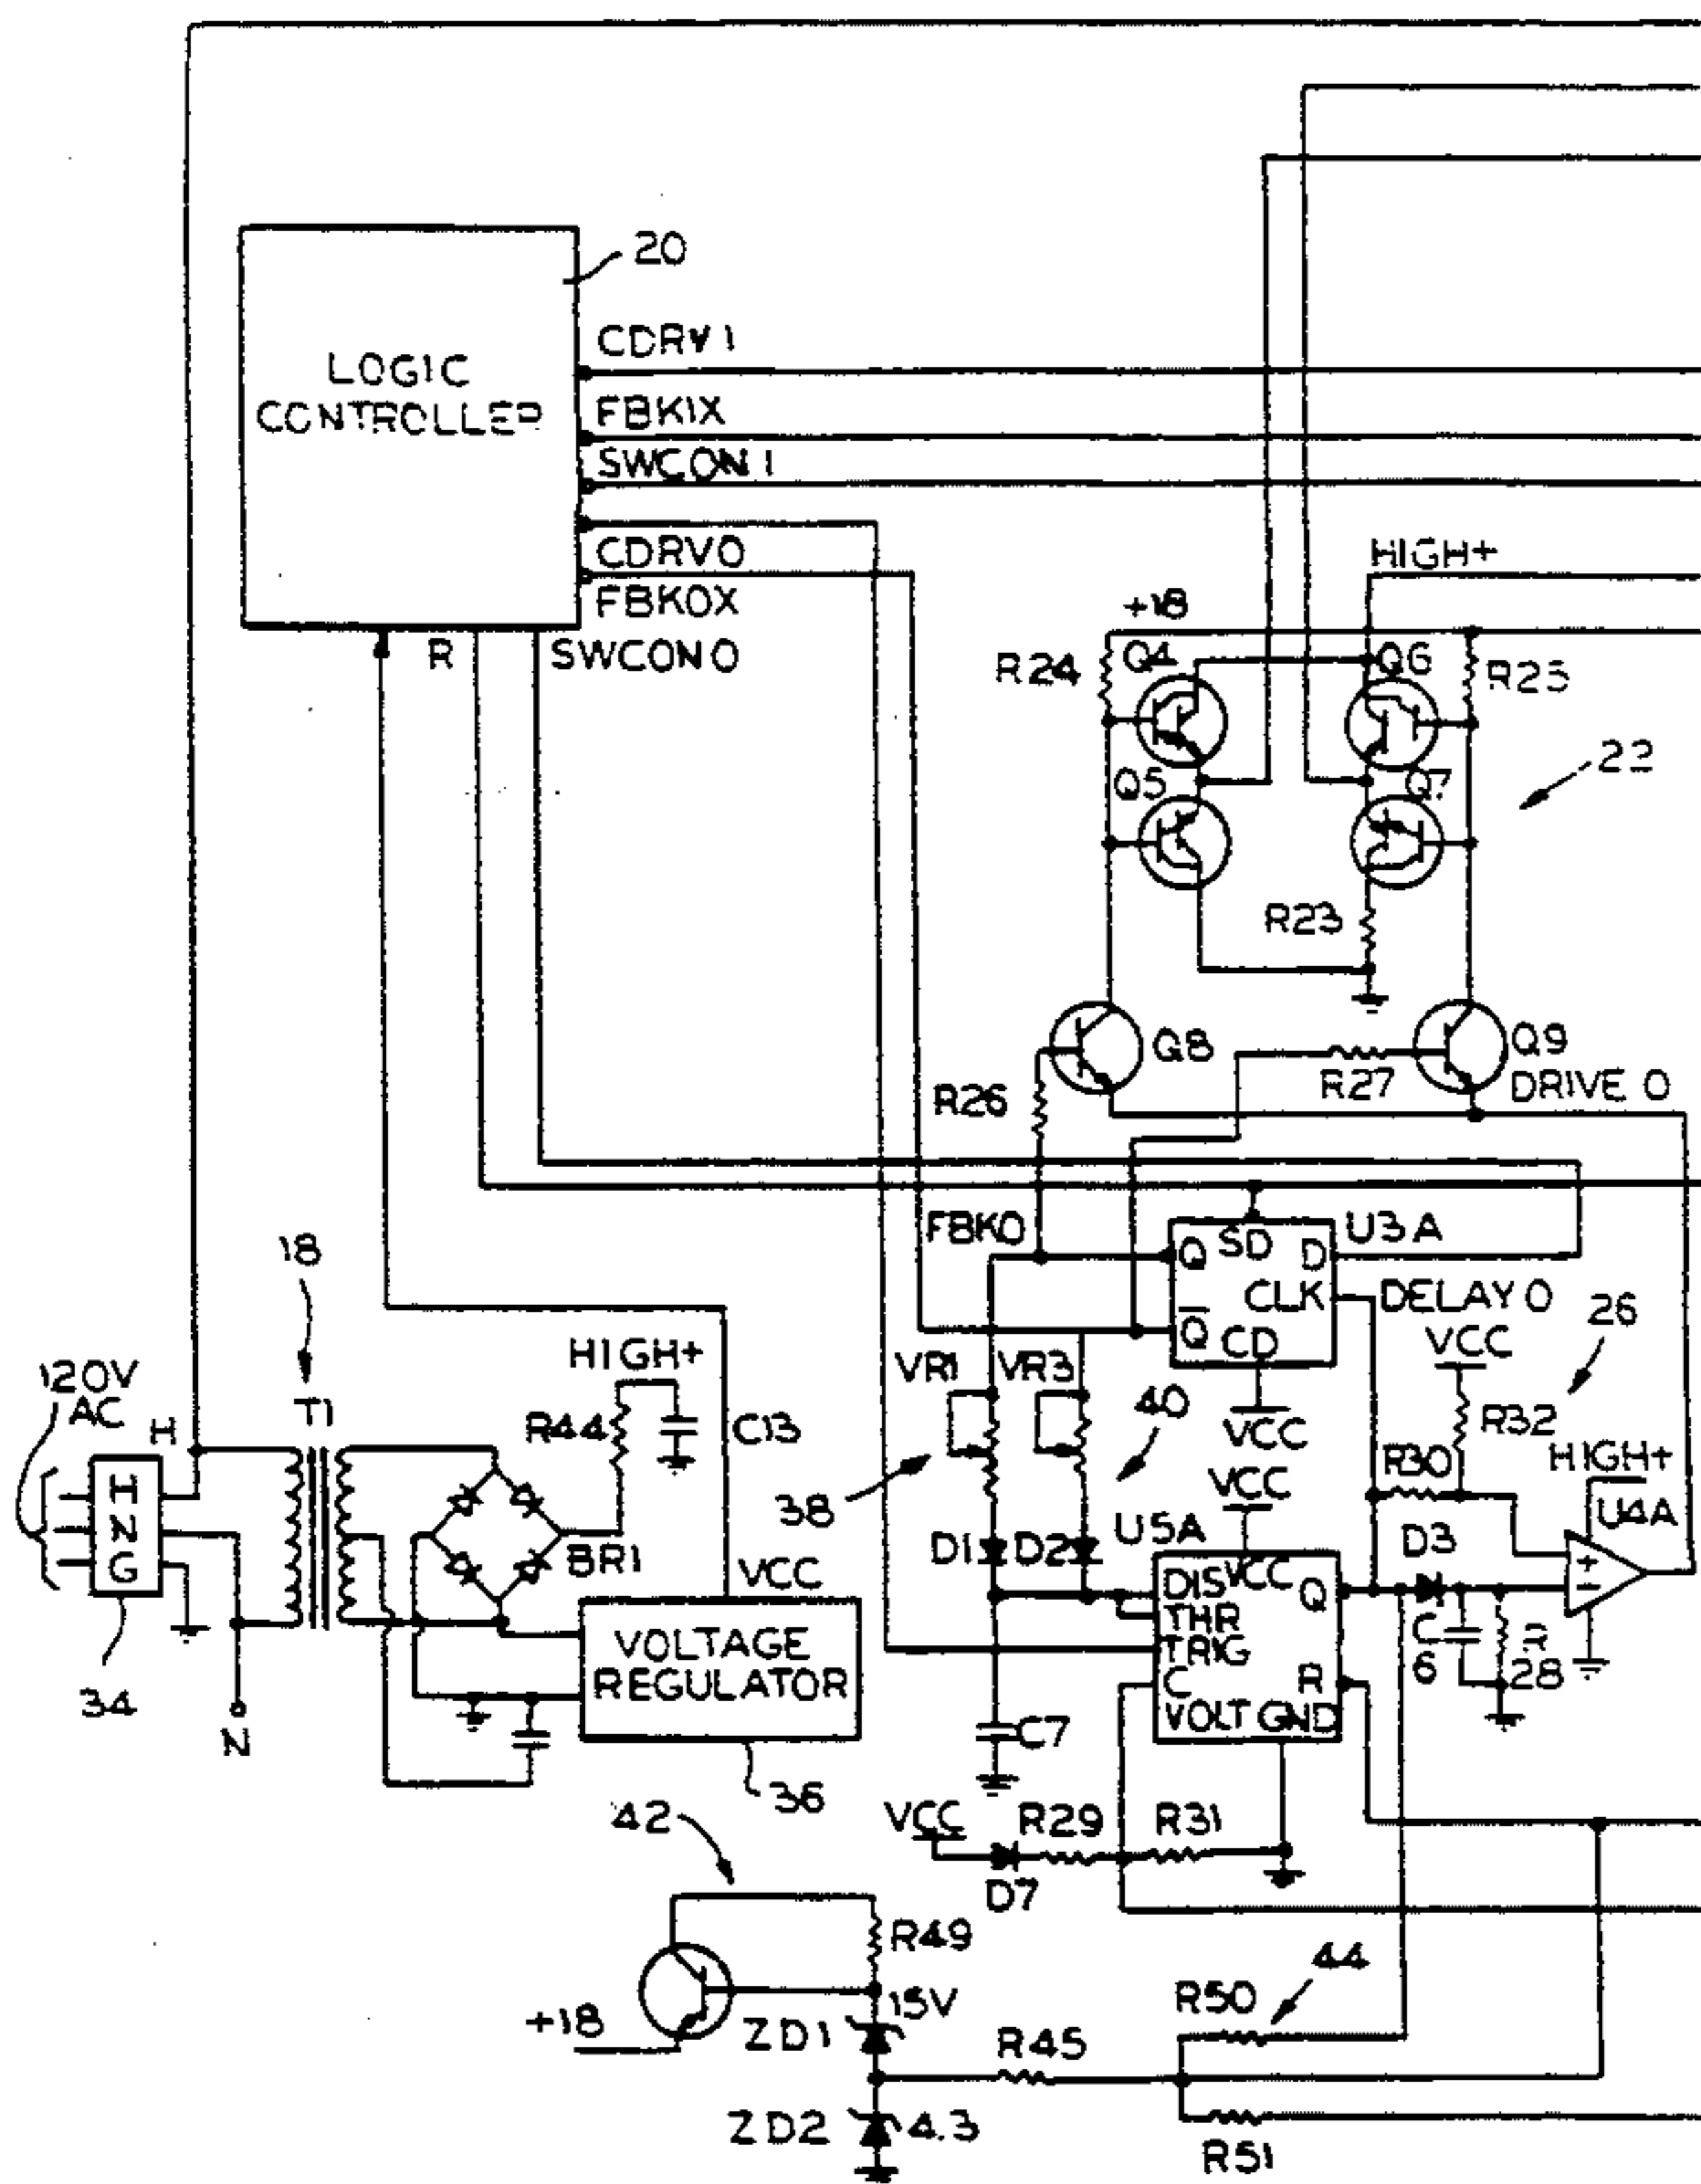 20
LOGIC
CONTROLLER
CDRV1
FBK1X
SWCON1
CDRV0
FBK0X
R
SWCON0
HIGH+
+18
R24
Q4
Q6
R25
Q5
Q7
22
R23
Q8
Q9
R27
DRIVE 0
R26
FBK0
U3A
Q
SD
D
CLK
DELAY 0
Q
CD
VCC
26
18
HIGH+
VR1
VR3
VCC
R32
120V
AC
H
T1
R44
C13
40
VCC
R30
HIGH+
H
N
G
38
U4A
BR1
D1
D2
U5A
D3
VCC
DIS
VCC
Q
+
-
THR
TRIG
C
VOLT
GND
R
C
6
R
28
VOLTAGE
REGULATOR
34
N
C7
36
42
VCC
R29
R31
D7
R49
44
15V
R50
+18
ZD1
R45
ZD2
4.3
R51